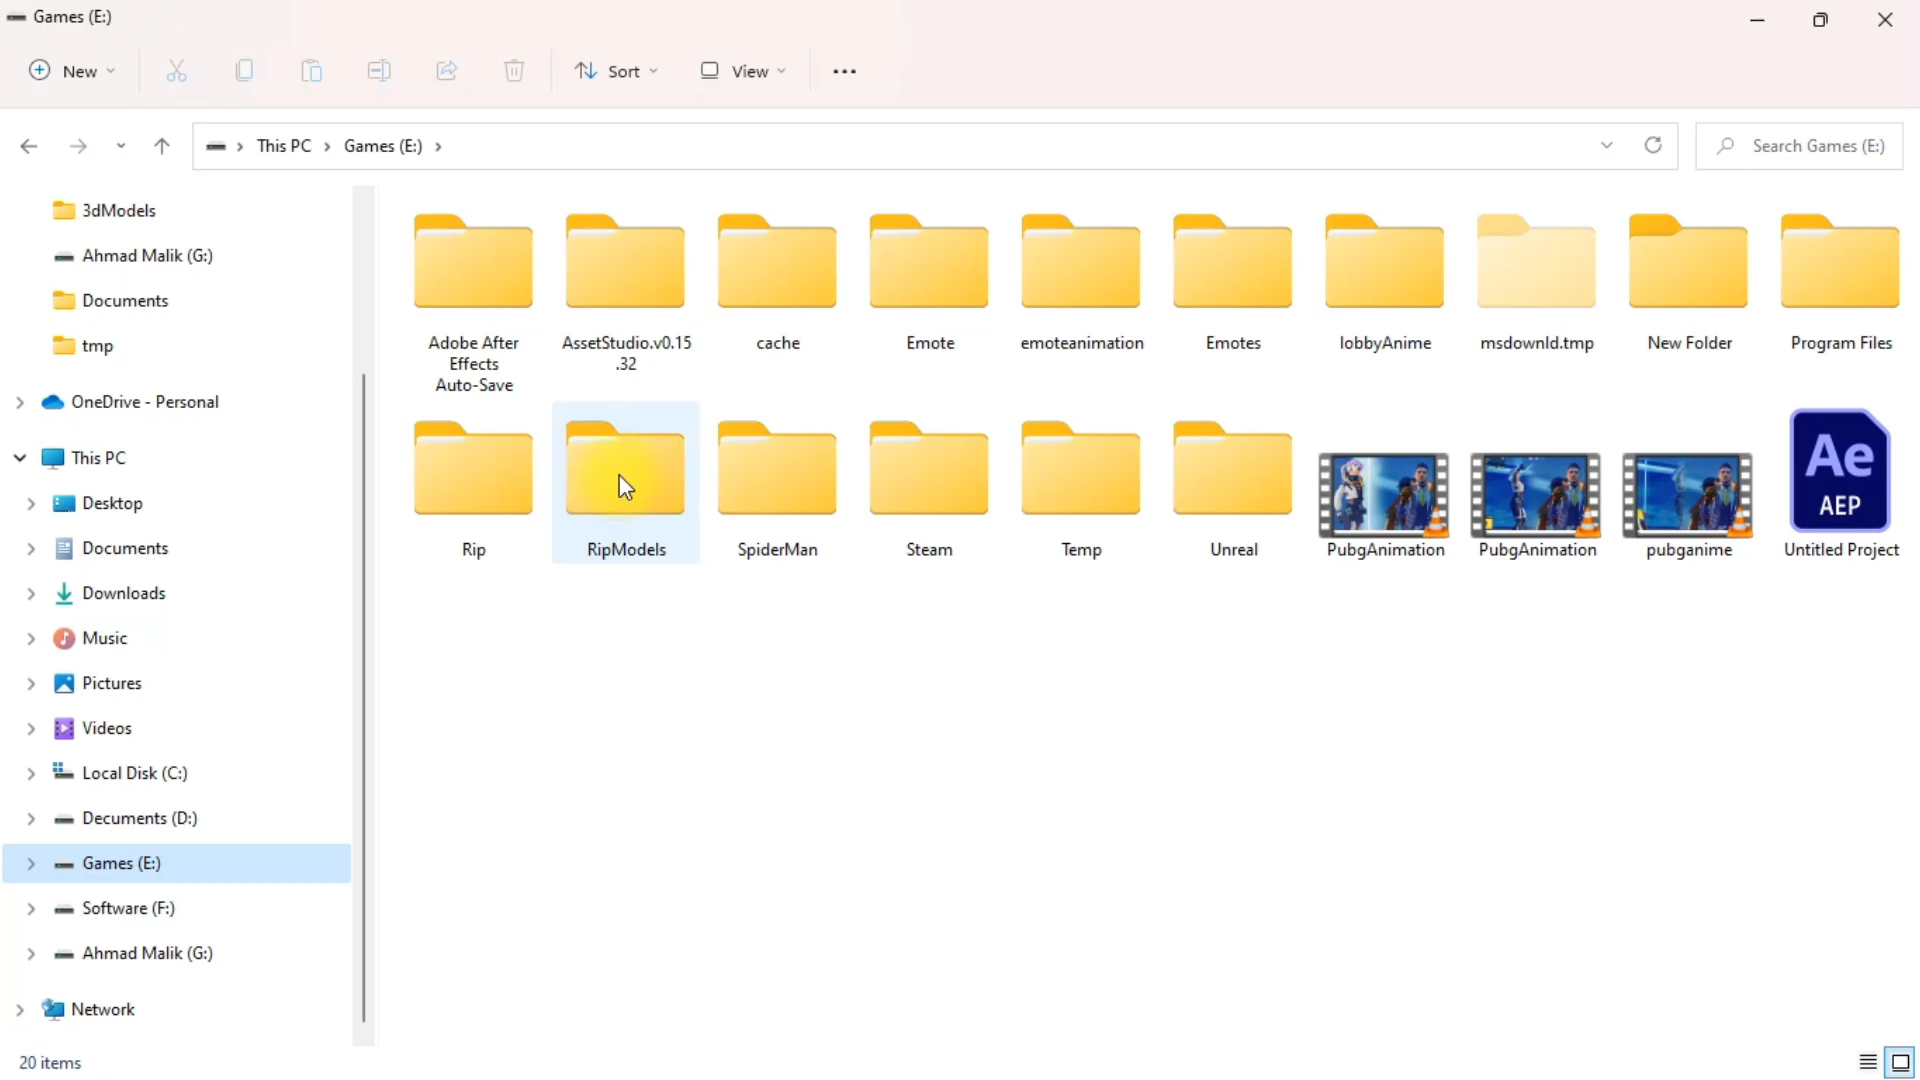 Games (E:)
New
Sort
View
This PC
Games (E:)
Search Games (E:)
3dModels
Ahmad Malik (G:)
Documents
tmp
OneDrive - Personal
This PC
Desktop
Documents
Downloads
Music
Pictures
Videos
Local Disk (C:)
Decuments (D:)
Games (E:)
Software (F:)
Ahmad Malik (G:)
Network
Adobe After
Effects
Auto-Save
AssetStudio.v0.15
.32
cache
Emote
emoteanimation
Emotes
lobbyAnime
msdownld.tmp
New Folder
Program Files
Rip
RipModels
SpiderMan
Steam
Temp
Unreal
PubgAnimation
PubgAnimation
pubganime
Ae
AEP
Untitled Project
20 items